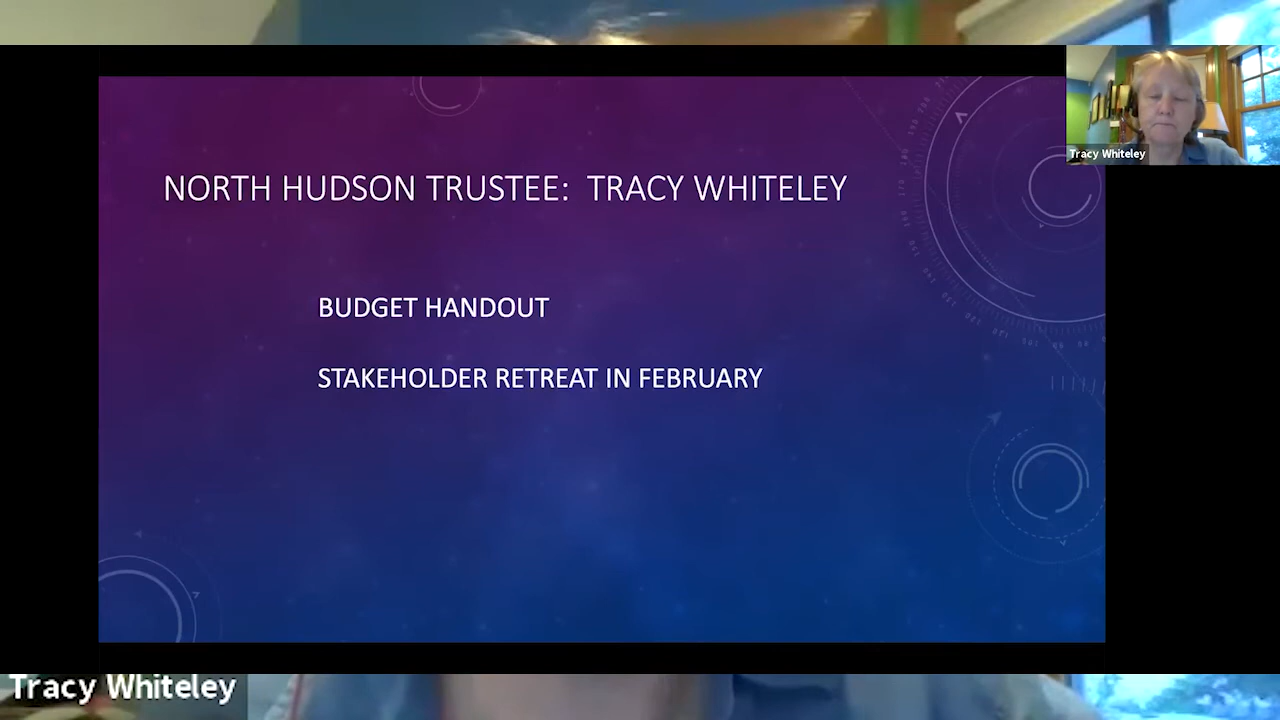 Tracy Whiteley
NORTH HUDSON TRUSTEE: TRACY WHITELEY
BUDGET HANDOUT
STAKEHOLDER RETREAT IN FEBRUARY
Tracy Whiteley